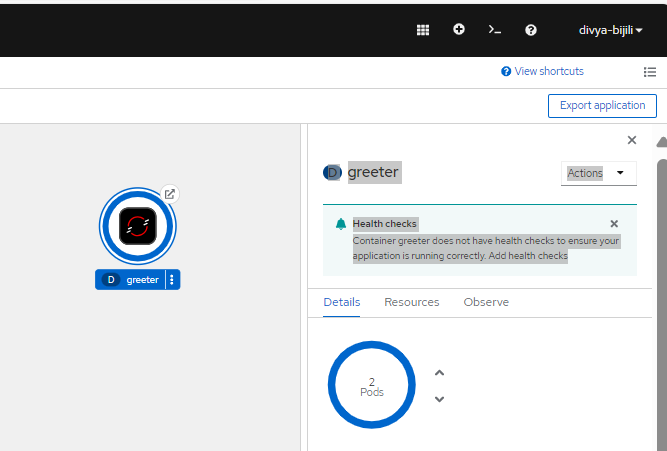 divya-bijili
View shortcuts
Export application
D greeter
Actions
Health checks
Container greeter does not have health checks to ensure your
application is running correctly. Add health checks
D greeter
Details Resources Observe
2
Pods